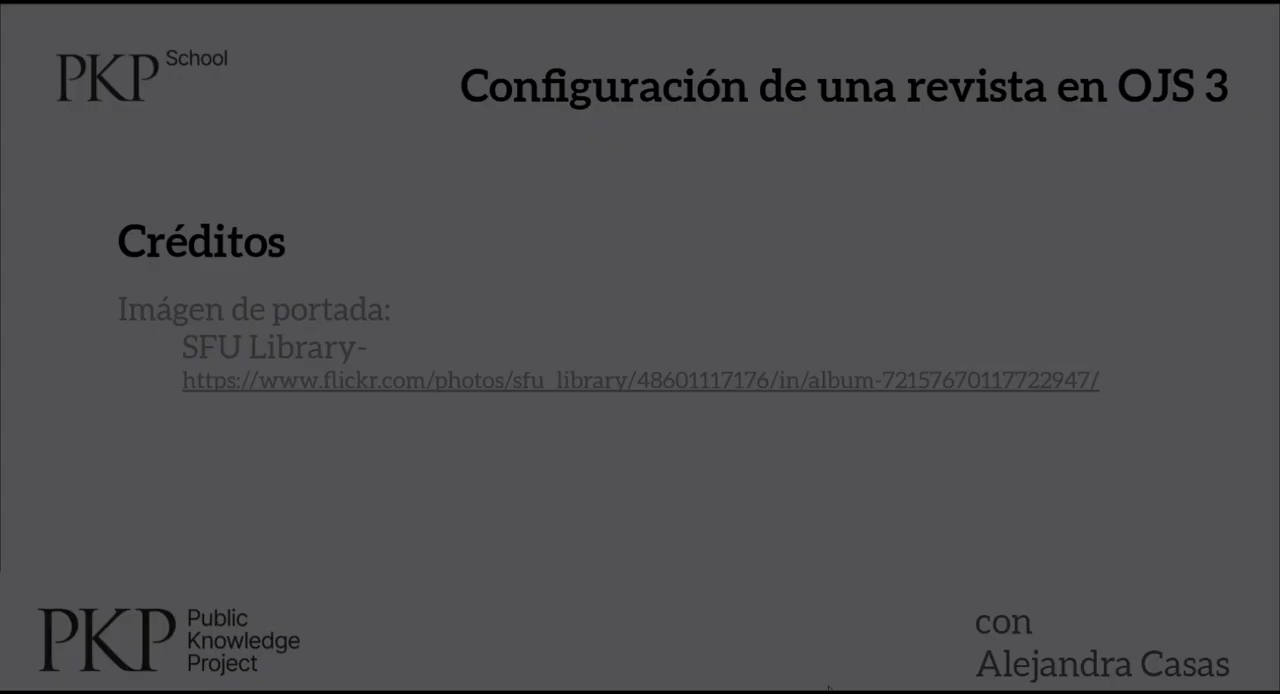 PKP School
Configuración de una revista en OJS 3
Créditos
Imágen de portada:
SFU Library-
https://www.flickr.com/photos/sfu_library/48601117176/in/album-72157670117722947/
PKP Public
Knowledge
Project
con
Alejandra Casas